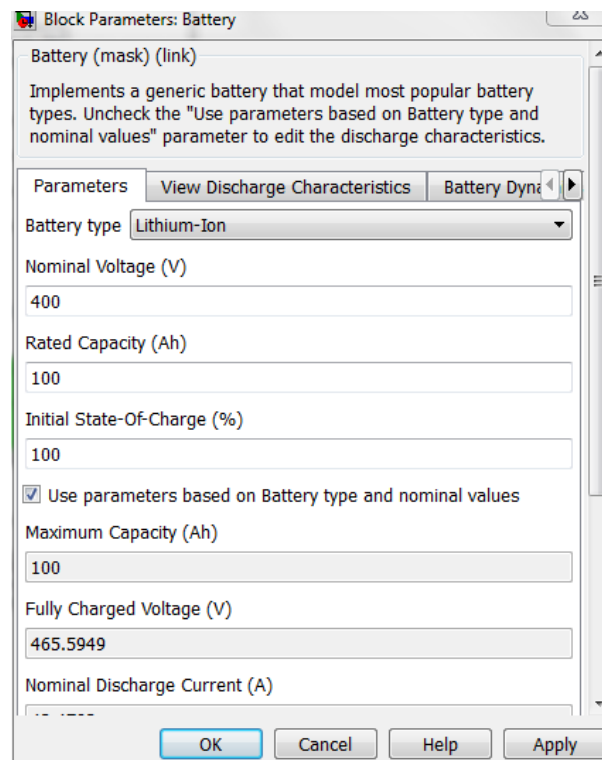 Block Parameters: Battery
Battery (mask) (link)
Implements a generic battery that model most popular battery
types. Uncheck the "Use parameters based on Battery type and
nominal values" parameter to edit the discharge characteristics.
Parameters View Discharge Characteristics Battery Dyna
Battery type Lithium-Ion
Nominal Voltage (V)
400
Rated Capacity (Ah)
100
Initial State-Of-Charge (%)
100
Use parameters based on Battery type and nominal values
Maximum Capacity (Ah)
100
Fully Charged Voltage (V)
465.5949
Nominal Discharge Current (A)
OK Cancel Help Apply